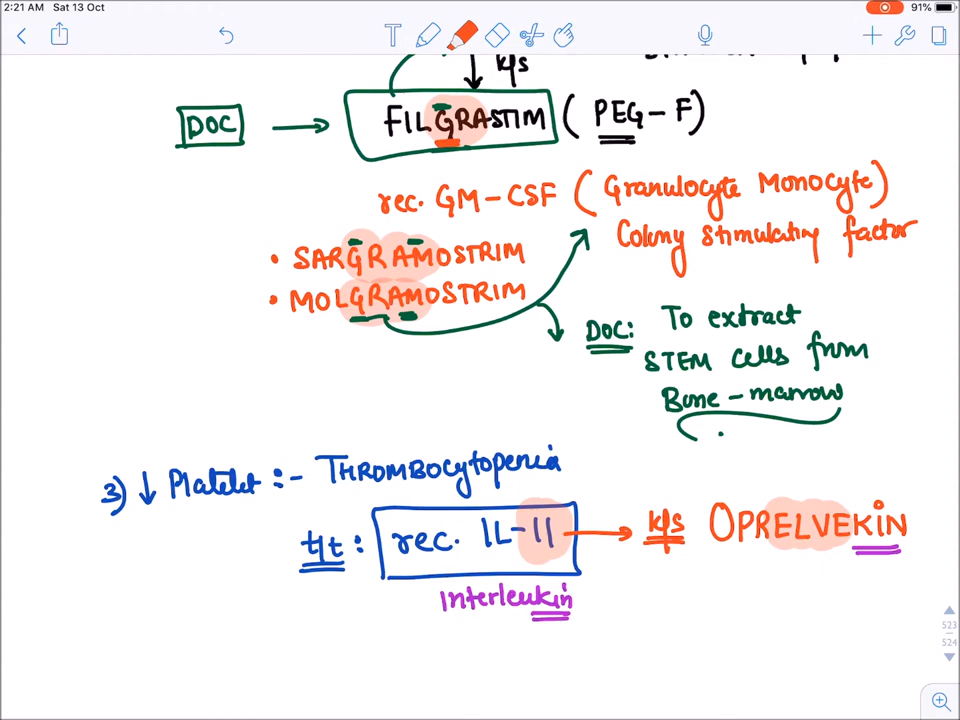 2:21 AM Sat 13 Oct
91%
k/s
DOC → FILGRASTIM (PEG-F)
rec. GM-CSF (Granulocyte Monocyte)
Colony Stimulating factor
• SARGRAMOSTRIM
• MOLGRAMOSTRIM
DOC: To extract
STEM cells from
Bone-marrow
3) ↓ Platelet :- THROMBOCytopenia
t/t : rec. IL-11 → k/s OPRELVEKIN
Interleukin
523
524